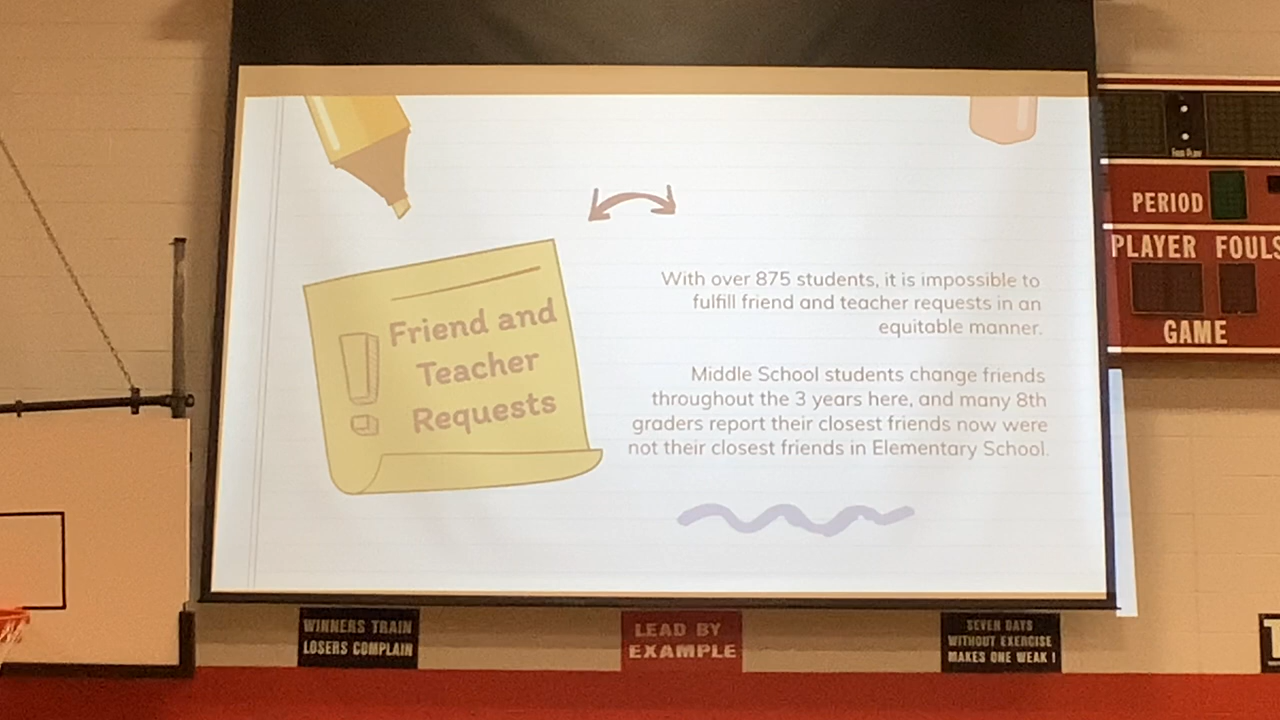 Friend and
Teacher
Requests
With over 875 students, it is impossible to
fulfill friend and teacher requests in an
equitable manner.
Middle School students change friends
throughout the 3 years here, and many 8th
graders report their closest friends now were
not their closest friends in Elementary School.
PERIOD
PLAYER FOULS
GAME
WINNERS TRAIN
LOSERS COMPLAIN
LEAD BY
EXAMPLE
SEVEN DAYS
WITHOUT EXERCISE
MAKES ONE WEAK !